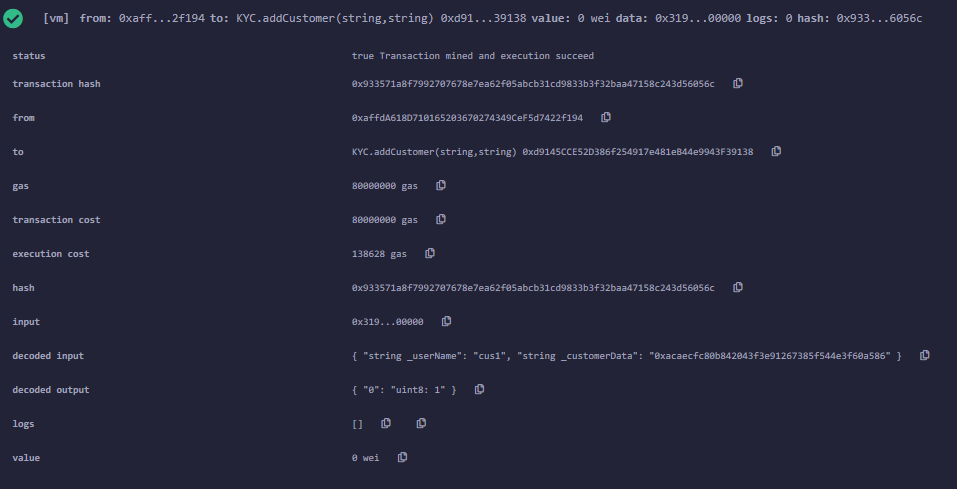 [vm] from: 0xaff...2f194 to: KYC.addCustomer(string,string) 0xd91...39138 value: 0 wei data: 0x319...00000 logs: 0 hash: 0x933...6056c
status true Transaction mined and execution succeed
transaction hash 0x933571a8f7992707678e7ea62f05abcb31cd9833b3f32baa47158c243d56056c
from 0xaffdA618D710165203670274349CeF5d7422f194
to KYC.addCustomer(string,string) 0xd9145CCE52D386f254917e481eB44e9943F39138
gas 80000000 gas
transaction cost 80000000 gas
execution cost 138628 gas
hash 0x933571a8f7992707678e7ea62f05abcb31cd9833b3f32baa47158c243d56056c
input 0x319...00000
decoded input { "string _userName": "cus1", "string _customerData": "0xacaecfc80b842043f3e91267385f544e3f60a586" }
decoded output { "0": "uint8: 1" }
logs []
value 0 wei